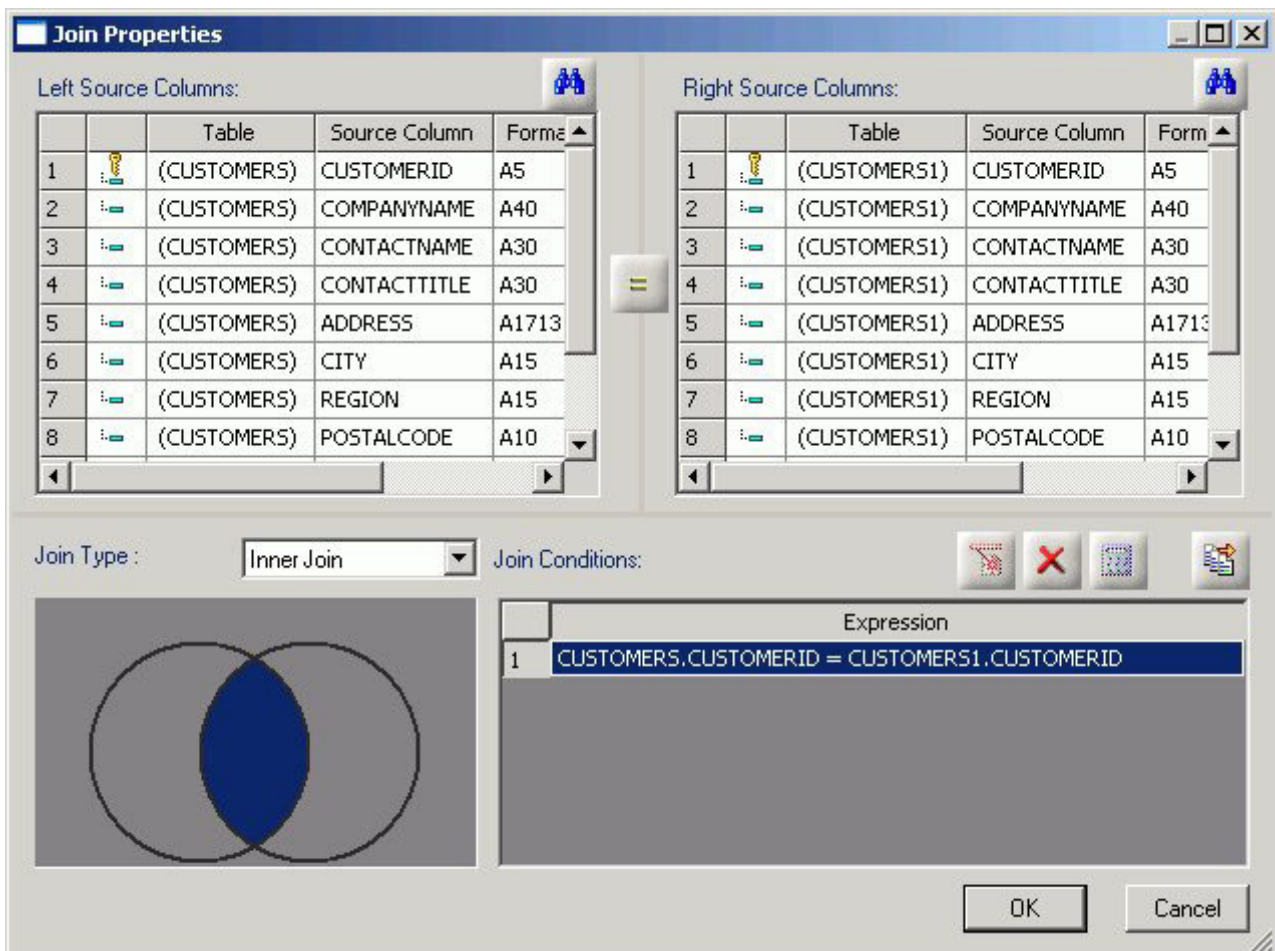 Join Properties
Left Source Columns:
Table Source Column Forma
1 (CUSTOMERS) CUSTOMERID A5
2 (CUSTOMERS) COMPANYNAME A40
3 (CUSTOMERS) CONTACTNAME A30
4 (CUSTOMERS) CONTACTTITLE A30
5 (CUSTOMERS) ADDRESS A1713
6 (CUSTOMERS) CITY A15
7 (CUSTOMERS) REGION A15
8 (CUSTOMERS) POSTALCODE A10
=
Right Source Columns:
Table Source Column Form
1 (CUSTOMERS1) CUSTOMERID A5
2 (CUSTOMERS1) COMPANYNAME A40
3 (CUSTOMERS1) CONTACTNAME A30
4 (CUSTOMERS1) CONTACTTITLE A30
5 (CUSTOMERS1) ADDRESS A1713
6 (CUSTOMERS1) CITY A15
7 (CUSTOMERS1) REGION A15
8 (CUSTOMERS1) POSTALCODE A10
Join Type : Inner Join
Join Conditions:
Expression
1 CUSTOMERS.CUSTOMERID = CUSTOMERS1.CUSTOMERID
OK Cancel